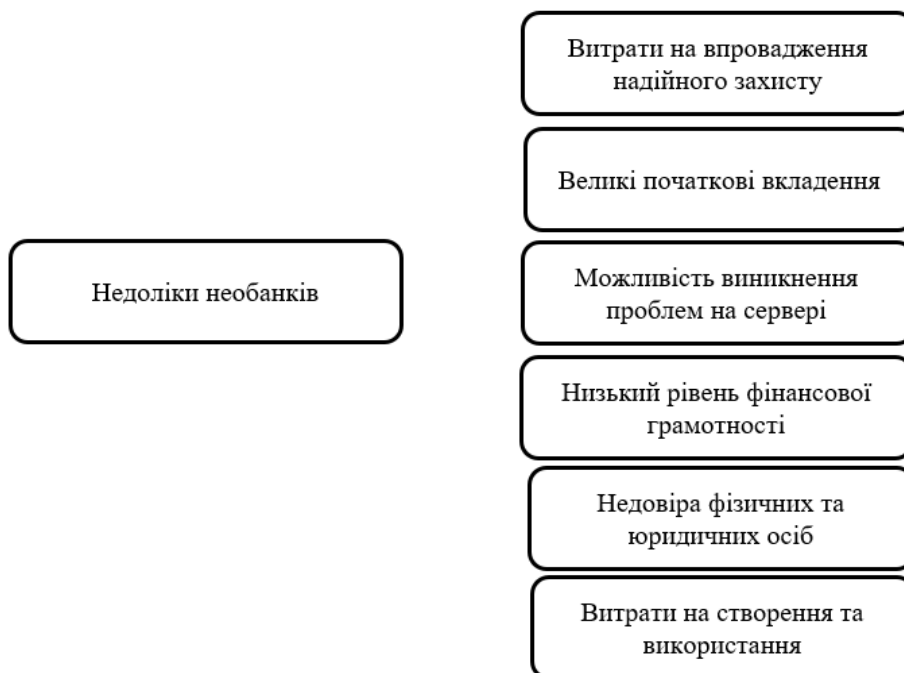 Витрати на впровадження
надійного захисту
Великі початкові вкладення
Недоліки необанків
Можливість виникнення
проблем на сервері
Низький рівень фінансової
грамотності
Недовіра фізичних та
юридичних осіб
Витрати на створення та
використання